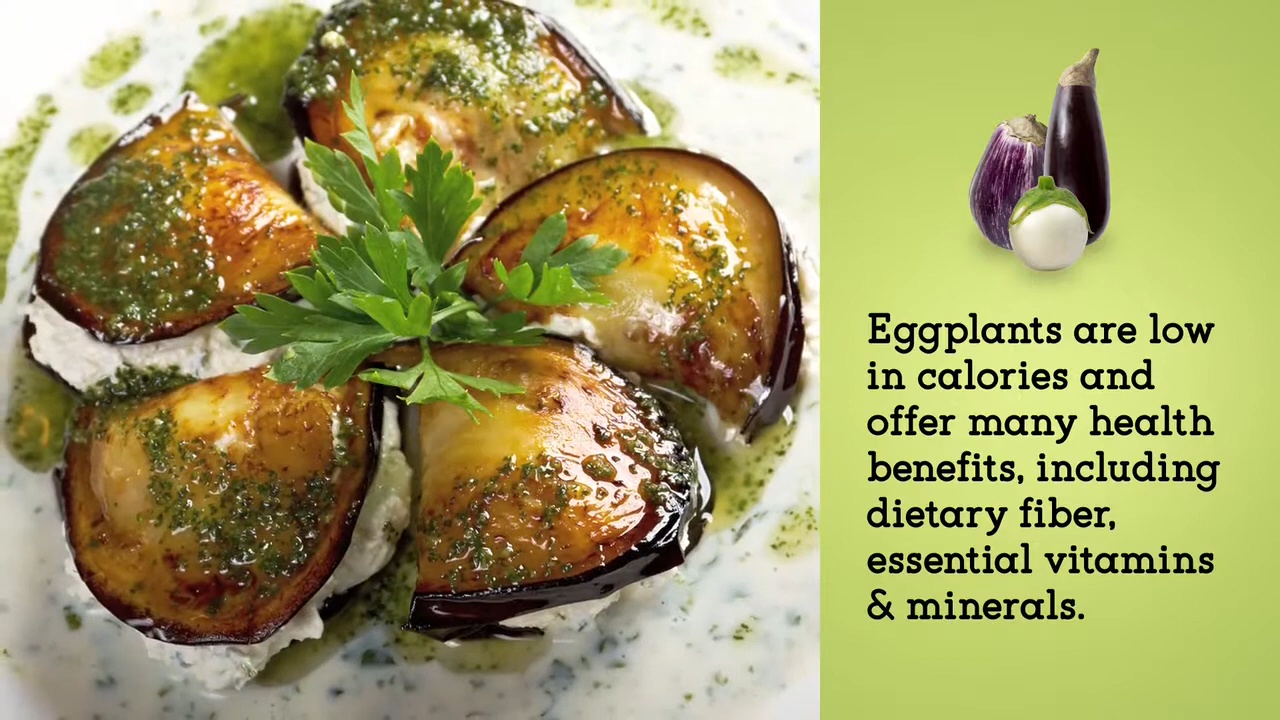 Eggplants are low
in calories and
offer many health
benefits, including
dietary fiber,
essential vitamins
& minerals.